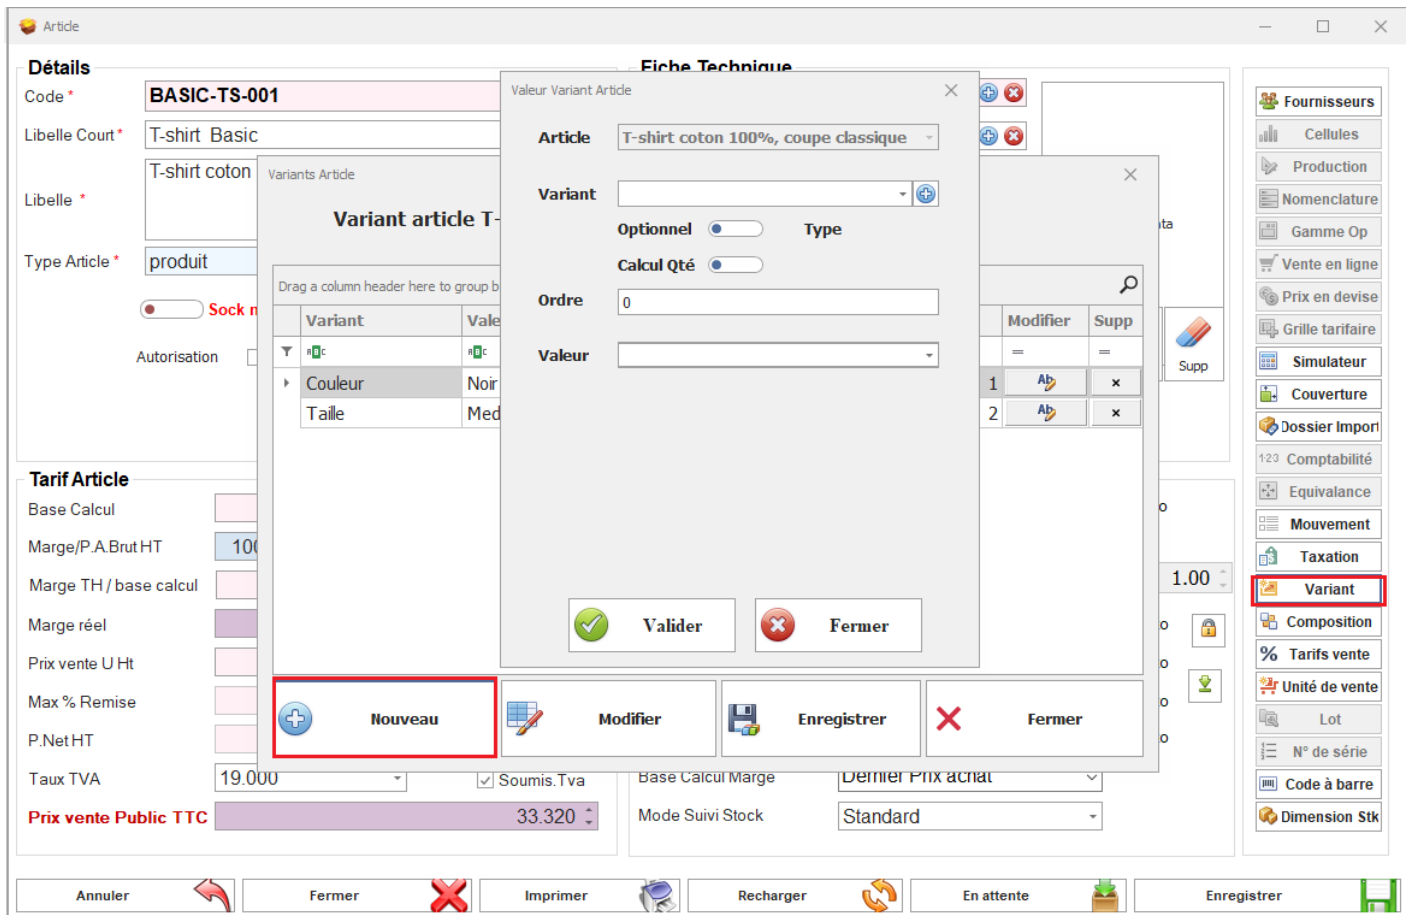 Article
Détails
Code *
BASIC-TS-001
Libelle Court *
T-shirt Basic
Libelle *
T-shirt coton
Type Article *
produit
Sock n
Autorisation
Fiche Technique
ta
Supp
Tarif Article
Base Calcul
Marge/P.A.Brut HT
100
Marge TH / base calcul
Marge réel
Prix vente U Ht
Max % Remise
P.Net HT
Taux TVA
19.000
Soumis.Tva
Prix vente Public TTC
33.320
1.00
Base Calcul Marge
Dernier Prix achat
Mode Suivi Stock
Standard
Variants Article
Variant article T-
Drag a column header here to group b
Variant
Vale
Modifier
Supp
Couleur
Noir
1
Taille
Med
2
Nouveau
Modifier
Enregistrer
Fermer
Valeur Variant Article
Article
T-shirt coton 100%, coupe classique
Variant
Optionnel
Type
Calcul Qté
Ordre
0
Valeur
Valider
Fermer
Fournisseurs
Cellules
Production
Nomenclature
Gamme Op
Vente en ligne
Prix en devise
Grille tarifaire
Simulateur
Couverture
Dossier Import
Comptabilité
Equivalance
Mouvement
Taxation
Variant
Composition
Tarifs vente
Unité de vente
Lot
N° de série
Code à barre
Dimension Stk
Annuler
Fermer
Imprimer
Recharger
En attente
Enregistrer